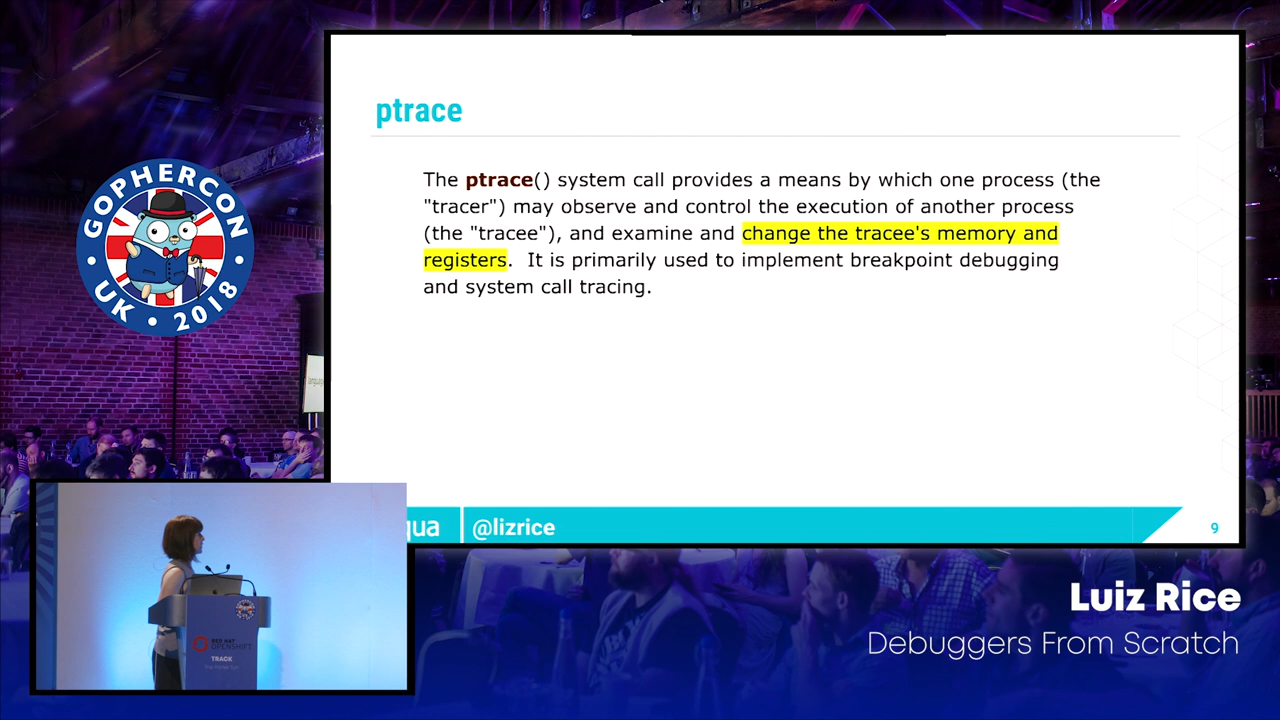 ptrace
The ptrace() system call provides a means by which one process (the
"tracer") may observe and control the execution of another process
(the "tracee"), and examine and change the tracee's memory and
registers. It is primarily used to implement breakpoint debugging
and system call tracing.
GOPHERCON
UK • 2018
qua
@lizrice
9
RED HAT
OPENSHIFT
TRACK
Luiz Rice
Debuggers From Scratch